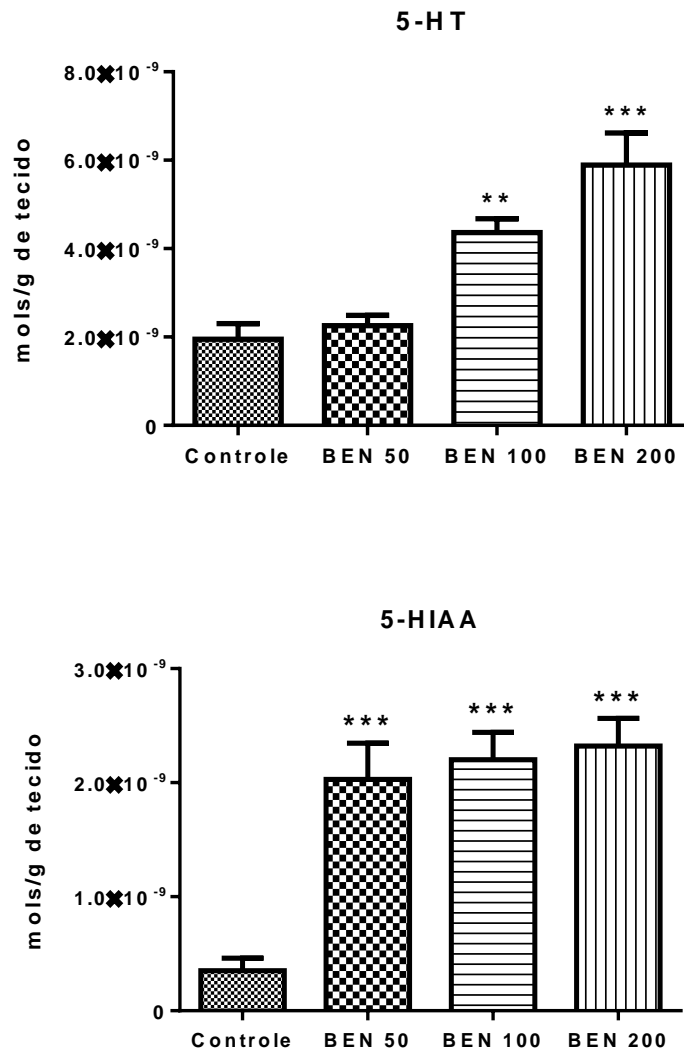 5-HT
8.0✖10 -9
***
6.0✖10 -9
**
4.0✖10 -9
2.0✖10 -9
0
mols/g de tecido
Controle BEN 50 BEN 100 BEN 200
5-HIAA
3.0✖10 -9
*** *** ***
2.0✖10 -9
1.0✖10 -9
0
mols/g de tecido
Controle BEN 50 BEN 100 BEN 200